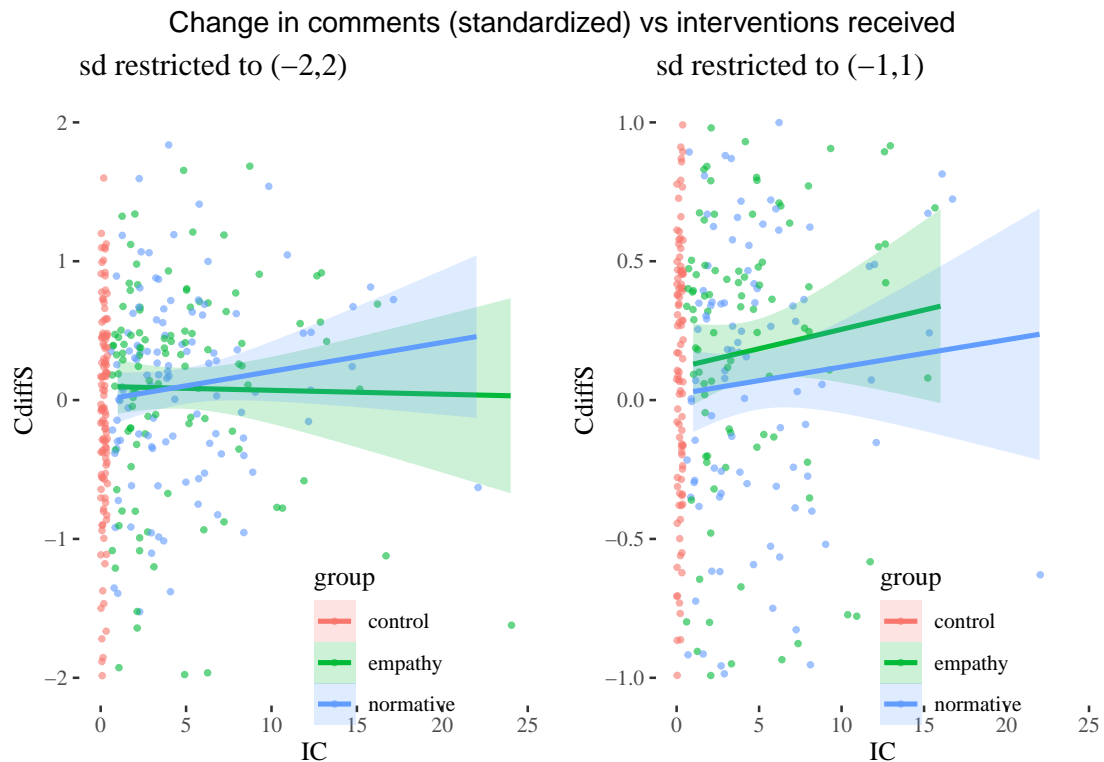 Change in comments (standardized) vs interventions received
sd restricted to (−2,2)
2
1
0
−1
−2
CdiffS
0
5
10
15
20
25
IC
group
control
empathy
normative
sd restricted to (−1,1)
1.0
0.5
0.0
−0.5
−1.0
CdiffS
0
5
10
15
20
25
IC
group
control
empathy
normative